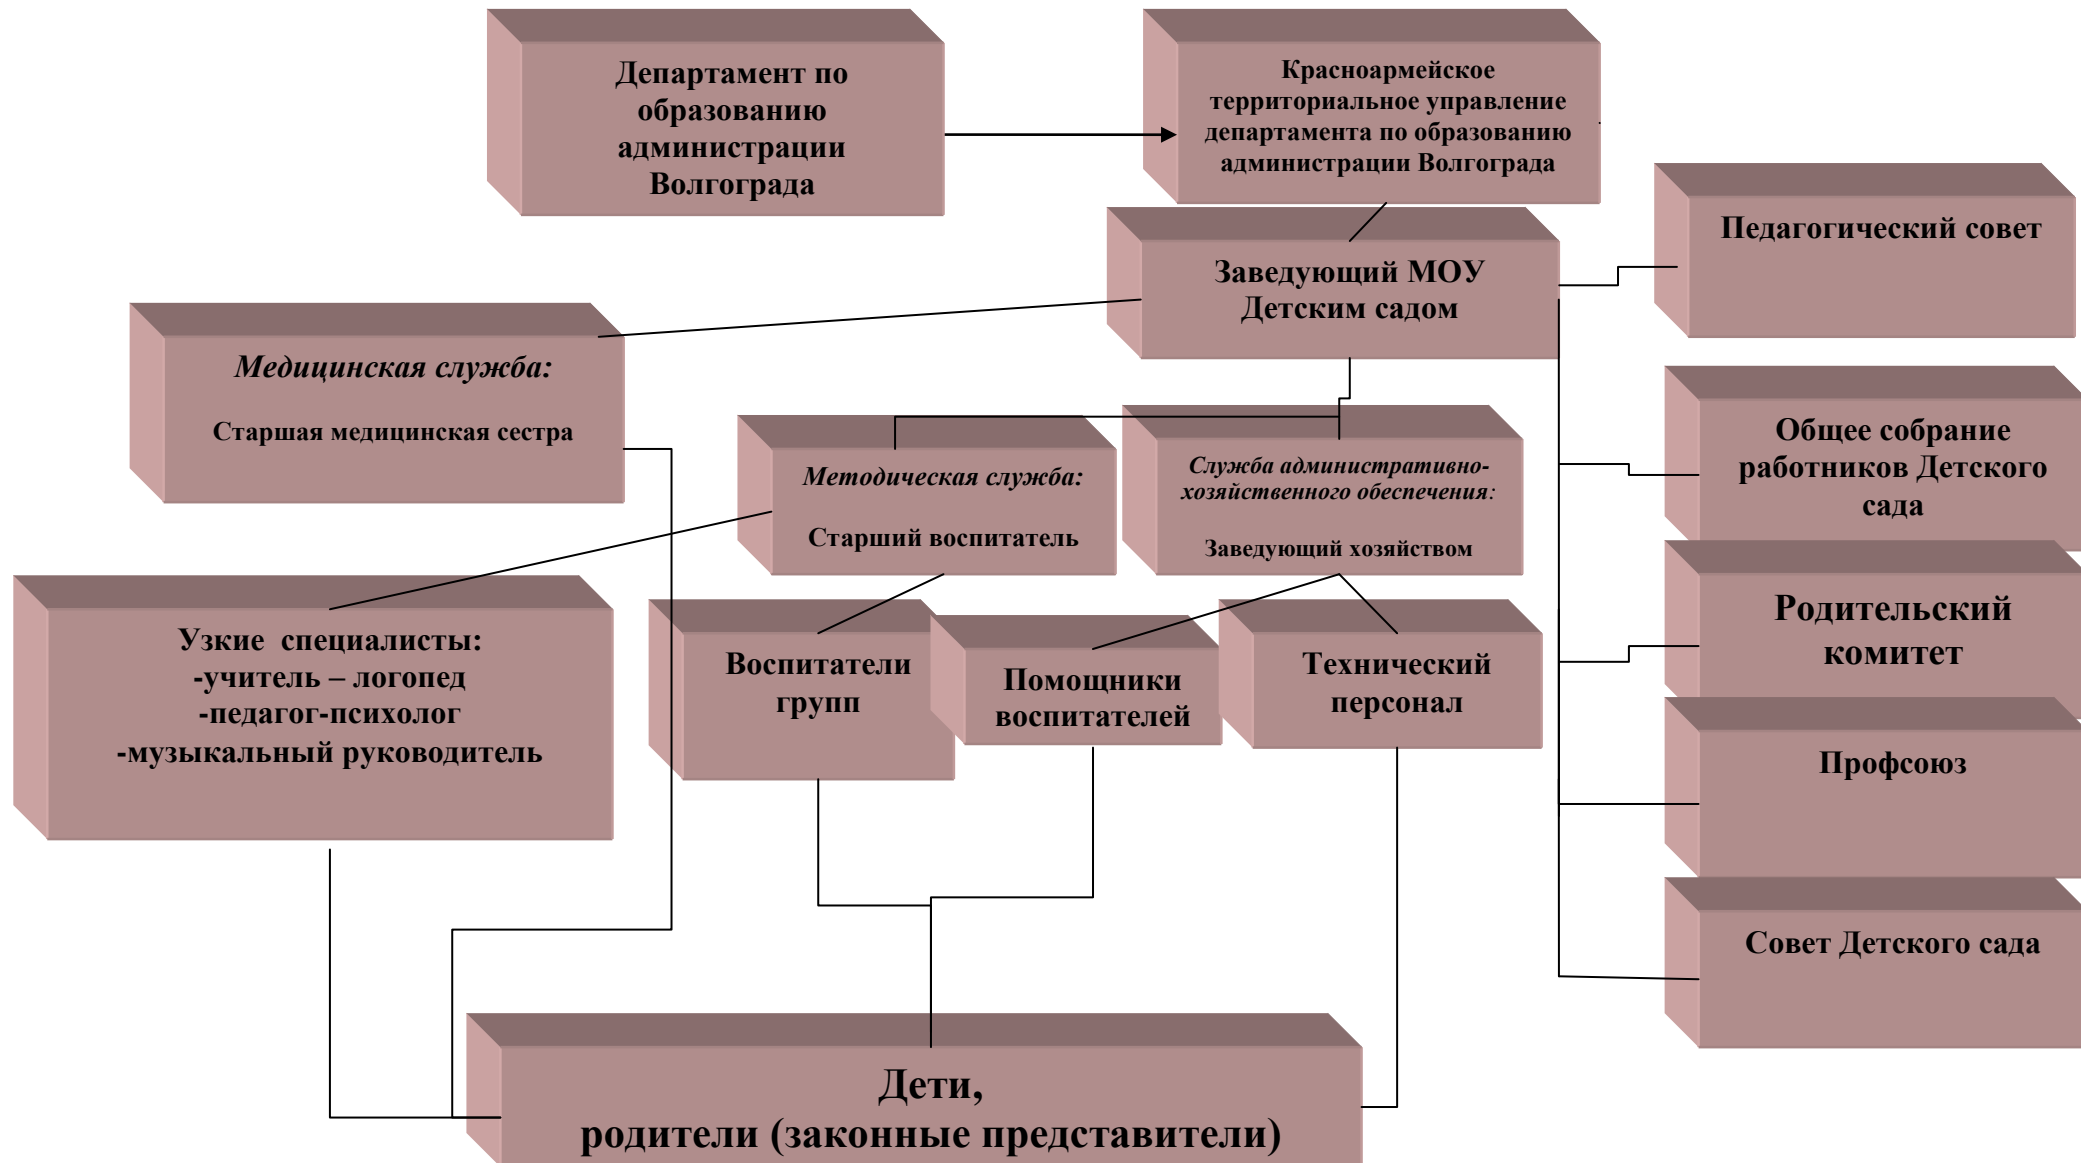 Департамент по
образованию
администрации
Волгограда
Красноармейское
территориальное управление
департамента по образованию
администрации Волгограда
Педагогический совет
Заведующий МОУ
Детским садом
Медицинская служба:
Старшая медицинская сестра
Методическая служба:
Старший воспитатель
Служба административно-
хозяйственного обеспечения:
Заведующий хозяйством
Общее собрание
работников Детского
сада
Узкие  специалисты:
-учитель – логопед
-педагог-психолог
-музыкальный руководитель
Воспитатели
групп
Помощники
воспитателей
Технический
персонал
Родительский
комитет
Профсоюз
Совет Детского сада
Дети,
родители (законные представители)